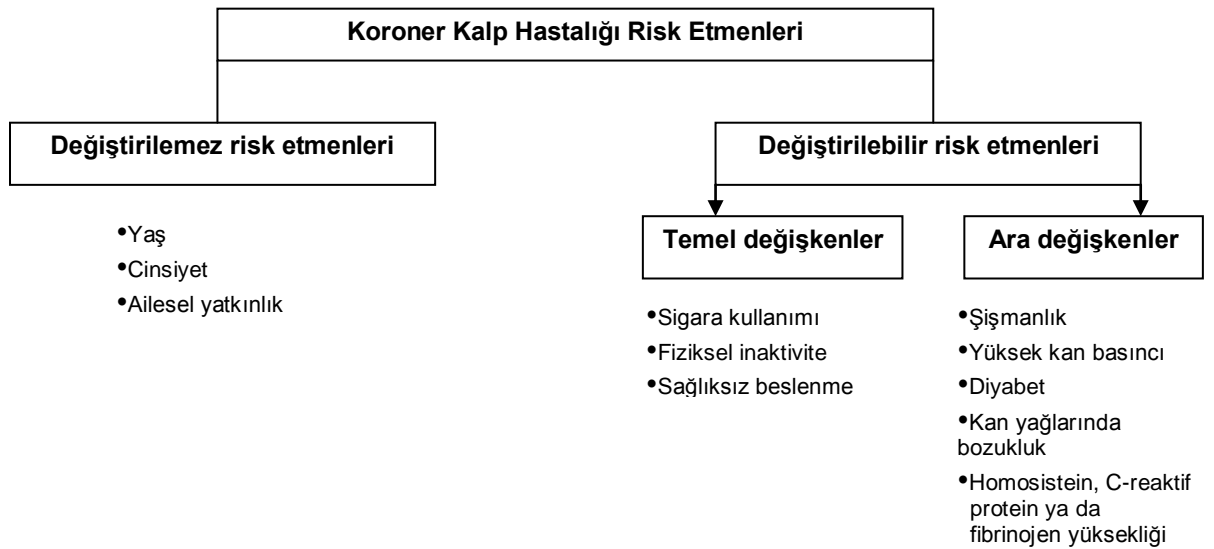 Koroner Kalp Hastalığı Risk Etmenleri
Değiştirilemez risk etmenleri
•Yaş
•Cinsiyet
•Ailesel yatkınlık
Değiştirilebilir risk etmenleri
Temel değişkenler
•Sigara kullanımı
•Fiziksel inaktivite
•Sağlıksız beslenme
Ara değişkenler
•Şişmanlık
•Yüksek kan basıncı
•Diyabet
•Kan yağlarında
bozukluk
•Homosistein, C-reaktif
protein ya da
fibrinojen yüksekliği